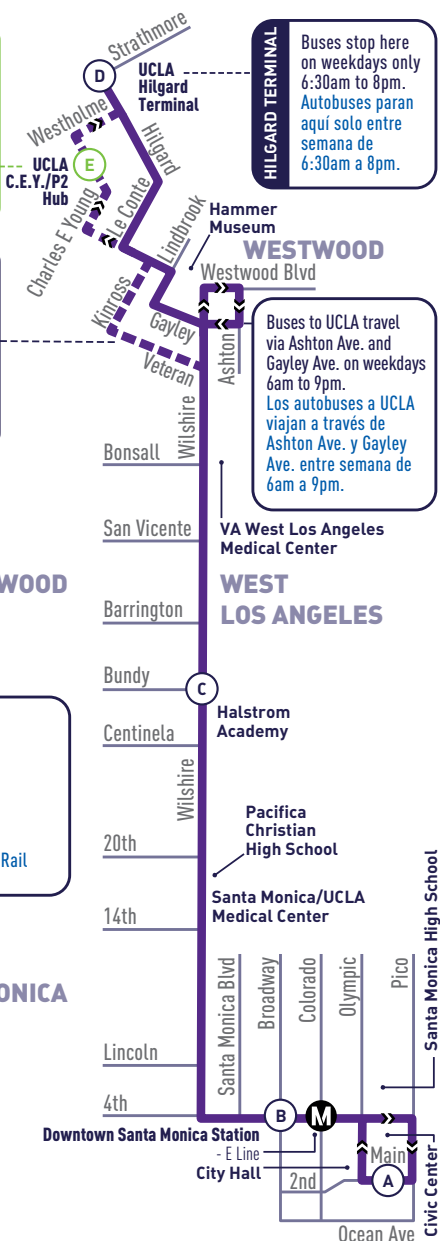 Strathmore
D
UCLA
Hilgard
Terminal
HILGARD TERMINAL
Buses stop here
on weekdays only
6:30am to 8pm.
Autobuses paran
aquí solo entre
semana de
6:30am a 8pm.
Westholme
Hilgard
E
UCLA
C.E.Y./P2
Hub
Charles E Young
Le Conte
Lindbrook
Hammer
Museum
WESTWOOD
Westwood Blvd
Kinross
Gayley
Veteran
Ashton
Buses to UCLA travel
via Ashton Ave. and
Gayley Ave. on weekdays
6am to 9pm.
Los autobuses a UCLA
viajan a través de
Ashton Ave. y Gayley
Ave. entre semana de
6am a 9pm.
Wilshire
Bonsall
San Vicente
VA West Los Angeles
Medical Center
WOOD
WEST
LOS ANGELES
Barrington
Bundy
C
Halstrom
Academy
Centinela
Wilshire
Pacifica
Christian
High School
20th
Rail
Santa Monica/UCLA
Medical Center
14th
Santa Monica High School
Santa Monica Blvd
Broadway
Colorado
Olympic
Pico
ONICA
Lincoln
4th
B
M
Downtown Santa Monica Station
- E Line
City Hall
Main
2nd
A
Civic Center
Ocean Ave